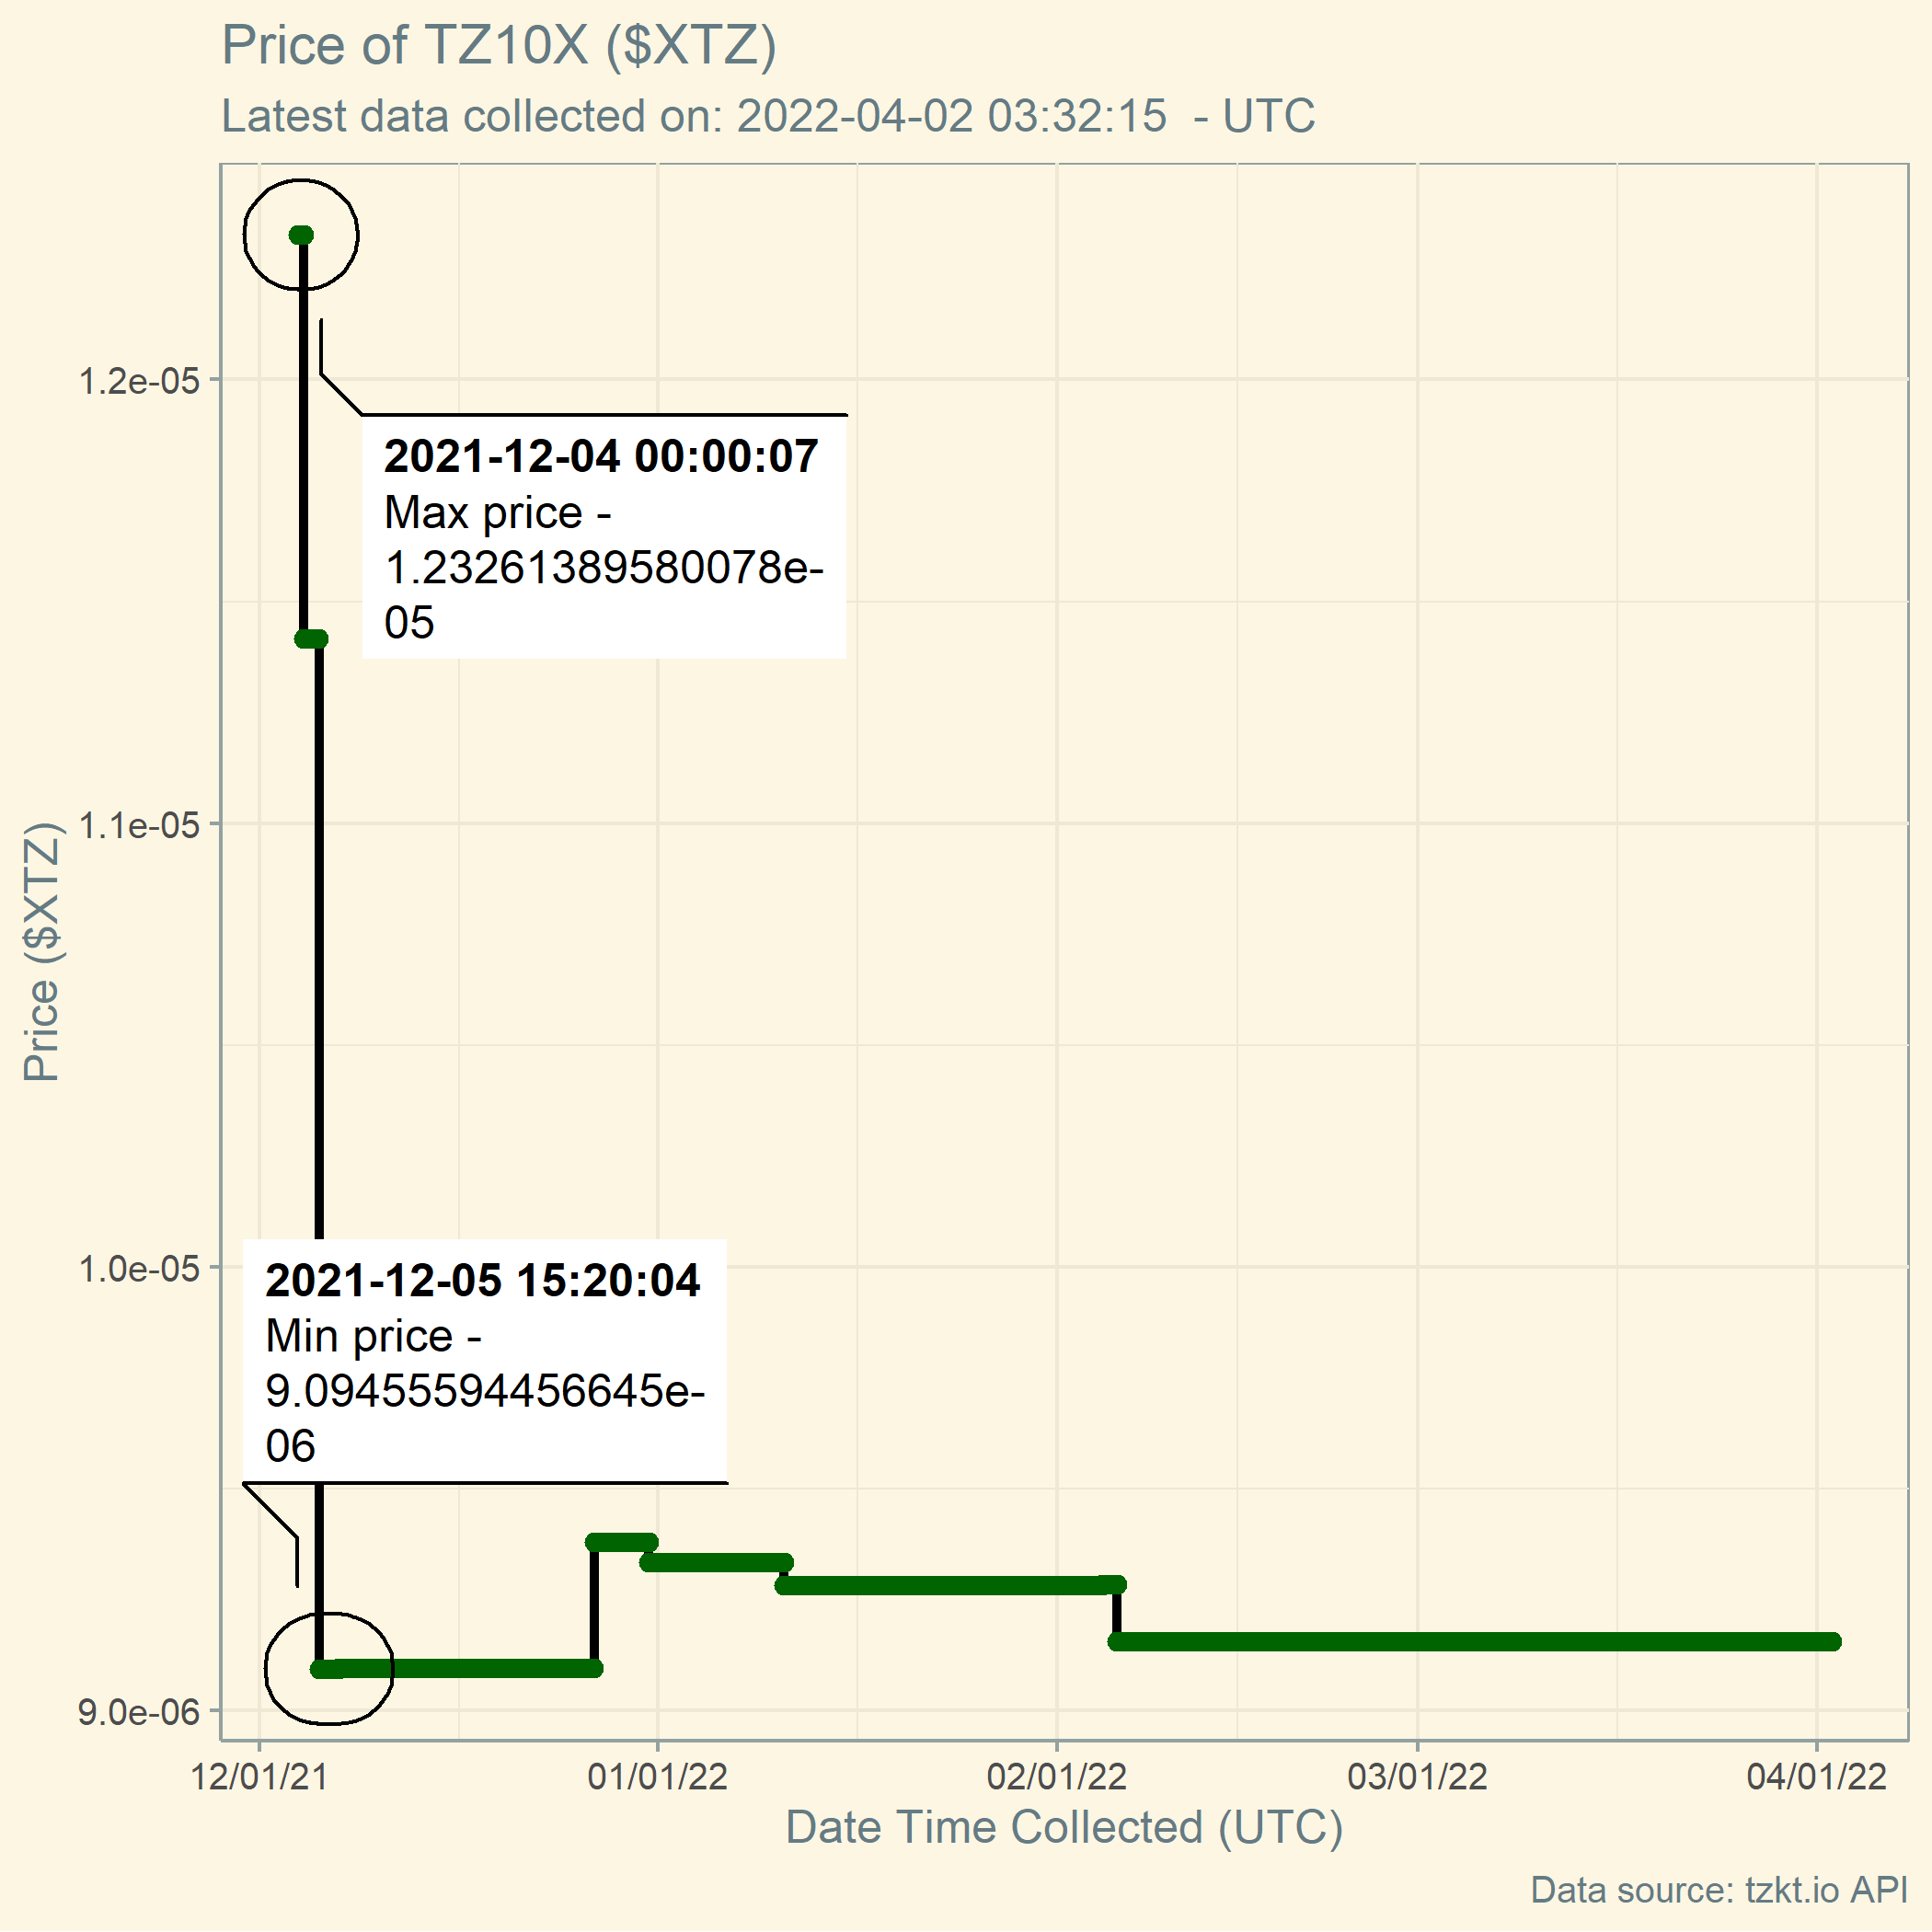 Price of TZ10X ($XTZ)
Latest data collected on: 2022-04-02 03:32:15  - UTC
1.2e-05
2021-12-04 00:00:07
Max price -
1.23261389580078e-
05
1.1e-05
Price ($XTZ)
1.0e-05
2021-12-05 15:20:04
Min price -
9.09455594456645e-
06
9.0e-06
12/01/21
01/01/22
02/01/22
03/01/22
04/01/22
Date Time Collected (UTC)
Data source: tzkt.io API